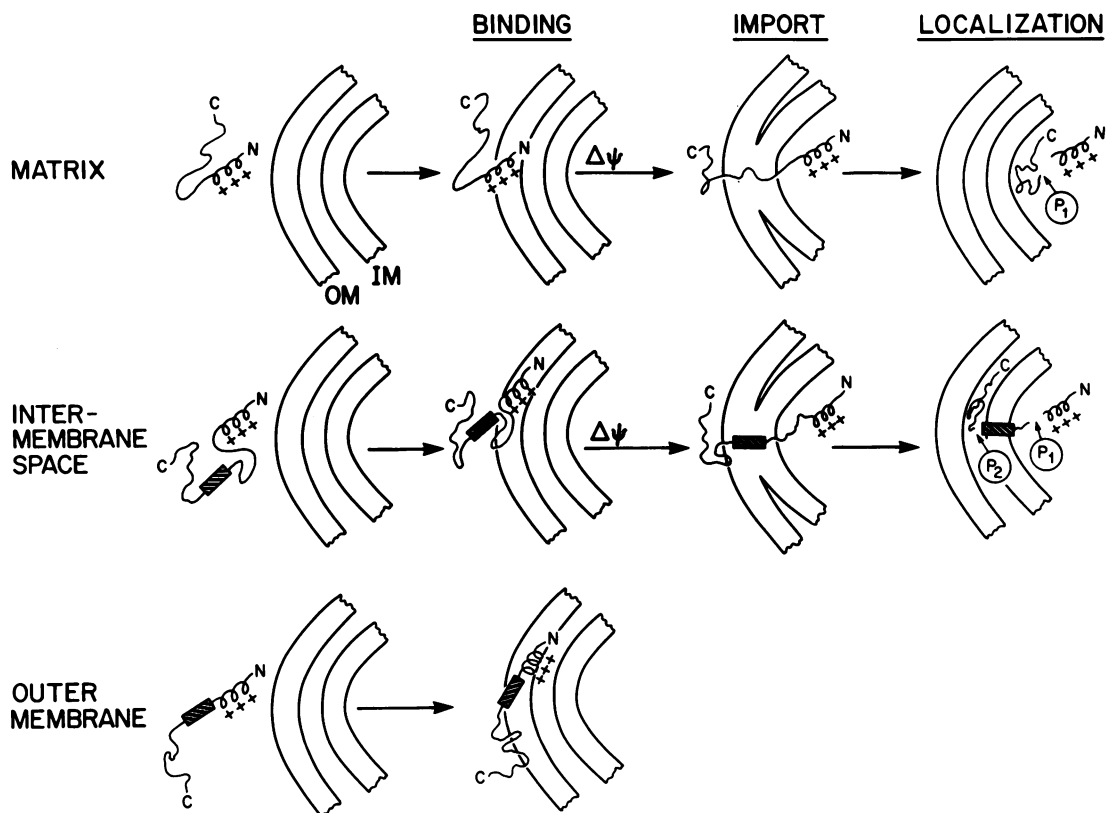 BINDING
IMPORT
LOCALIZATION
MATRIX
C
N
+++
OM
IM
C
N
+++
Δψ
C
N
+++
C
N
+++
P1
INTER-
MEMBRANE
SPACE
C
N
+++
C
N
+++
Δψ
C
N
+++
C
N
+++
P2
P1
OUTER
MEMBRANE
C
N
+++
C
N
+++